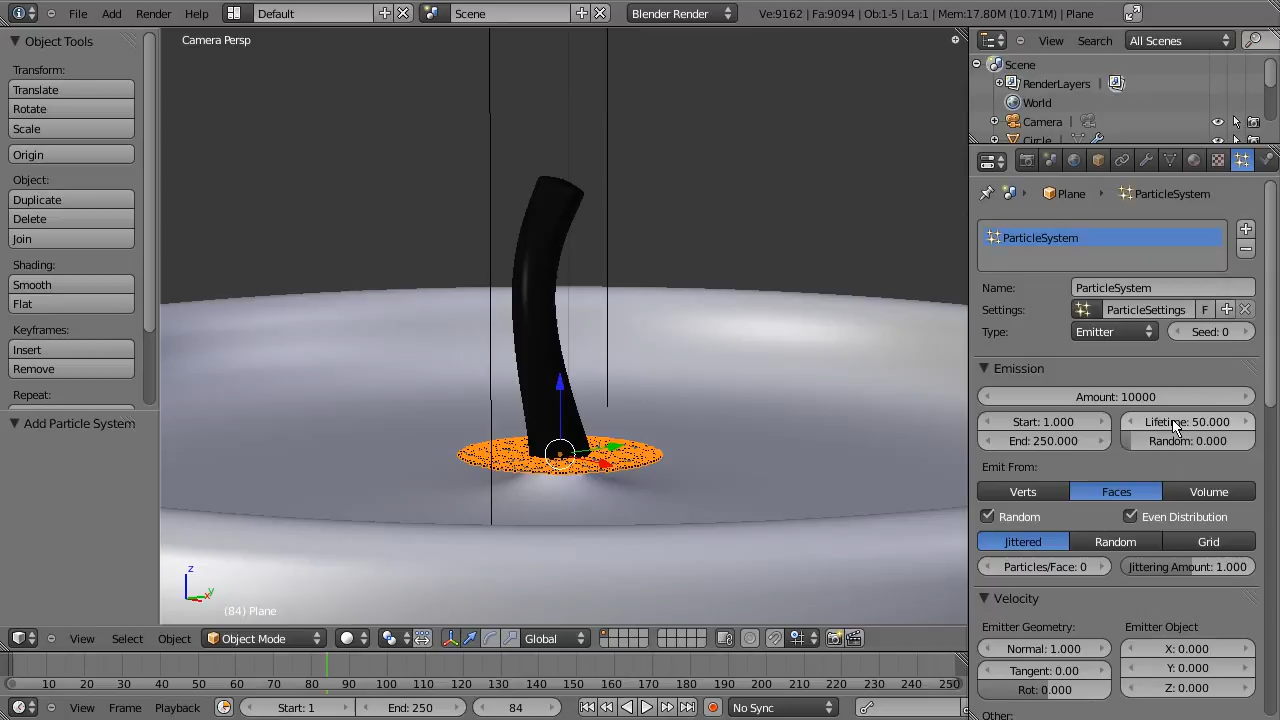 File Add Render Help Default Scene Blender Render Ve:9162 | Fa:9094 | Ob:1-5 | La:1 | Mem:17.80M (10.71M) | Plane
Object Tools
Transform:
Translate
Rotate
Scale
Origin
Object:
Duplicate
Delete
Join
Shading:
Smooth
Flat
Keyframes:
Insert
Remove
Repeat:
Add Particle System
Camera Persp
z
y
x
(84) Plane
View Select Object Object Mode Global
10 20 30 40 50 60 70 80 90 100 110 120 130 140 150 160 170 180 190 200 210 220 230 240 250
View Frame Playback Start: 1 End: 250 84 No Sync
View Search All Scenes
Scene
RenderLayers |
World
Camera |
Circle
Plane ParticleSystem
ParticleSystem
Name: ParticleSystem
Settings: ParticleSettings F
Type: Emitter Seed: 0
Emission
Amount: 10000
Start: 1.000 Lifetime: 50.000
End: 250.000 Random: 0.000
Emit From:
Verts Faces Volume
Random Even Distribution
Jittered Random Grid
Particles/Face: 0 Jittering Amount: 1.000
Velocity
Emitter Geometry: Emitter Object
Normal: 1.000 X: 0.000
Tangent: 0.00 Y: 0.000
Rot: 0.000 Z: 0.000
Other: